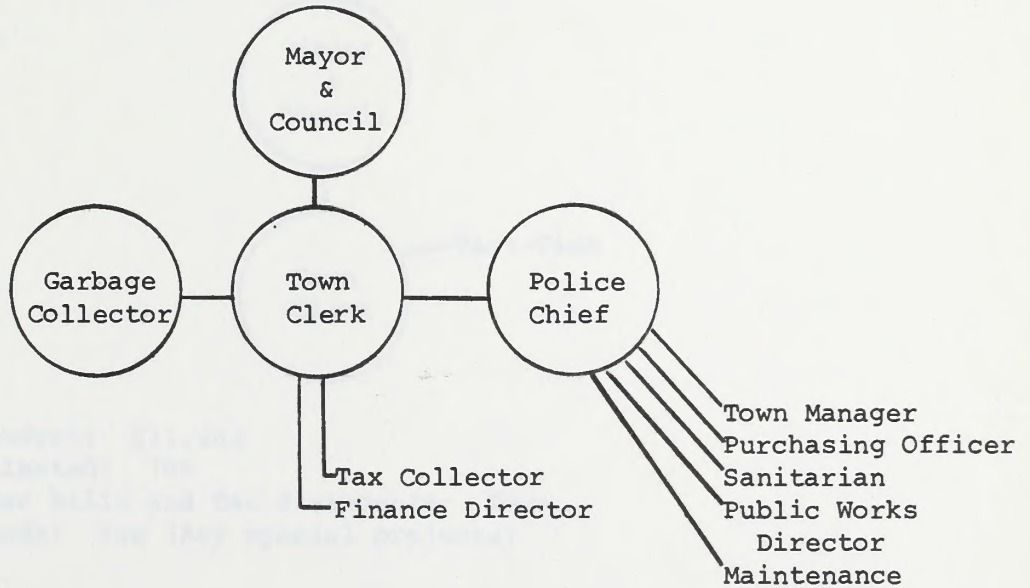 Mayor
&
Council
Garbage
Collector
Town
Clerk
Police
Chief
Tax Collector
Finance Director
Town Manager
Purchasing Officer
Sanitarian
Public Works
Director
Maintenance